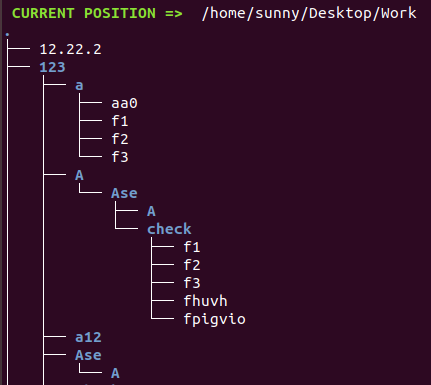 CURRENT POSITION => /home/sunny/Desktop/Work
.
12.22.2
123
a
aa0
f1
f2
f3
A
Ase
A
check
f1
f2
f3
fhuvh
fpigvio
a12
Ase
A